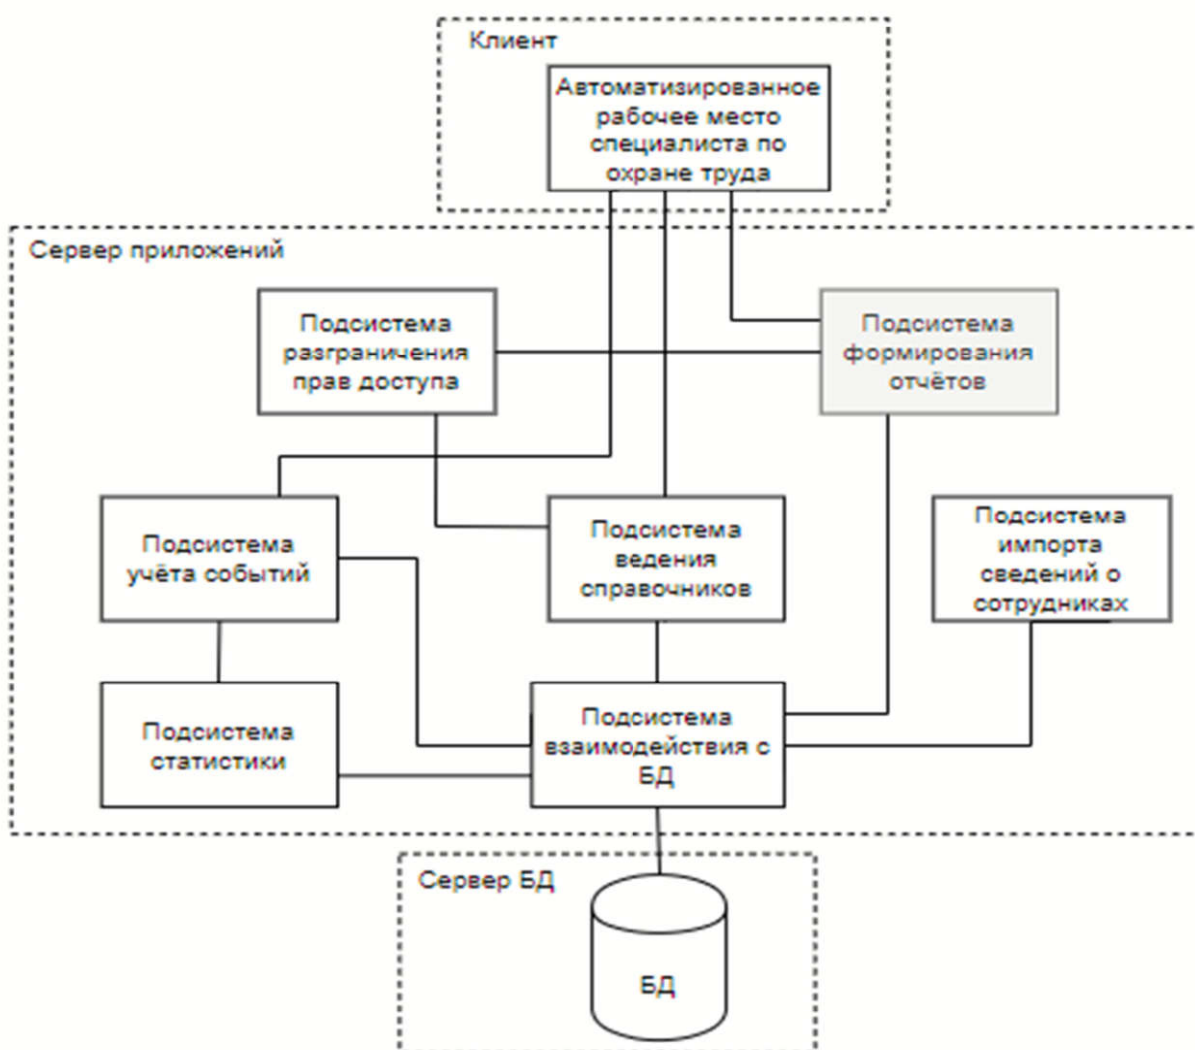 Клиент
Автоматизированное
рабочее место
специалиста по
охране труда
Сервер приложений
Подсистема
разграничения
прав доступа
Подсистема
формирования
отчётов
Подсистема
учёта событий
Подсистема
ведения
справочников
Подсистема
импорта
сведений о
сотрудниках
Подсистема
статистики
Подсистема
взаимодействия с
БД
Сервер БД
БД